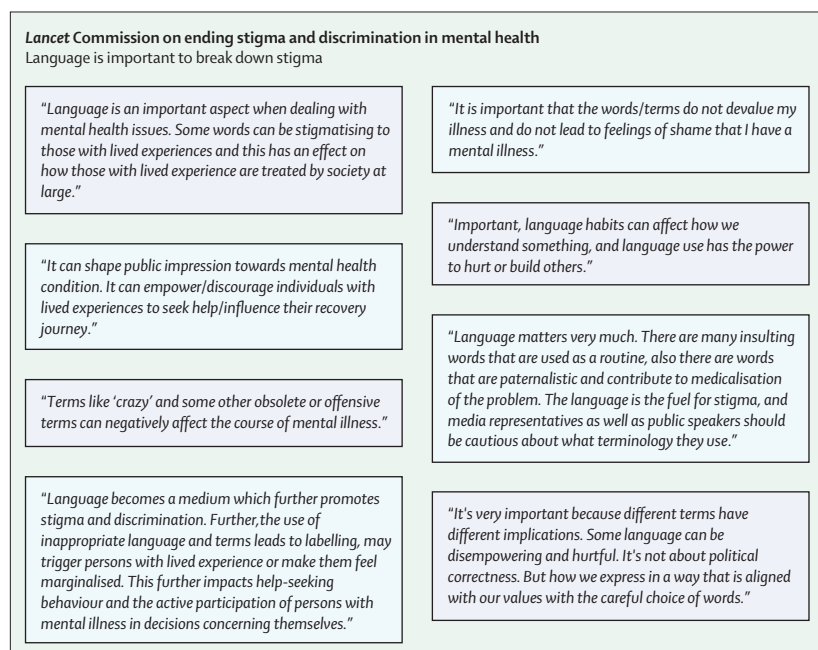 Lancet Commission on ending stigma and discrimination in mental health
Language is important to break down stigma
“Language is an important aspect when dealing with
mental health issues. Some words can be stigmatising to
those with lived experiences and this has an effect on
how those with lived experience are treated by society at
large.”
“It can shape public impression towards mental health
condition. It can empower/discourage individuals with
lived experiences to seek help/influence their recovery
journey.”
“Terms like ‘crazy’ and some other obsolete or offensive
terms can negatively affect the course of mental illness.”
“Language becomes a medium which further promotes
stigma and discrimination. Further,the use of
inappropriate language and terms leads to labelling, may
trigger persons with lived experience or make them feel
marginalised. This further impacts help-seeking
behaviour and the active participation of persons with
mental illness in decisions concerning themselves.”
“It is important that the words/terms do not devalue my
illness and do not lead to feelings of shame that I have a
mental illness.”
“Important, language habits can affect how we
understand something, and language use has the power
to hurt or build others.”
“Language matters very much. There are many insulting
words that are used as a routine, also there are words
that are paternalistic and contribute to medicalisation
of the problem. The language is the fuel for stigma, and
media representatives as well as public speakers should
be cautious about what terminology they use.”
“It's very important because different terms have
different implications. Some language can be
disempowering and hurtful. It's not about political
correctness. But how we express in a way that is aligned
with our values with the careful choice of words.”